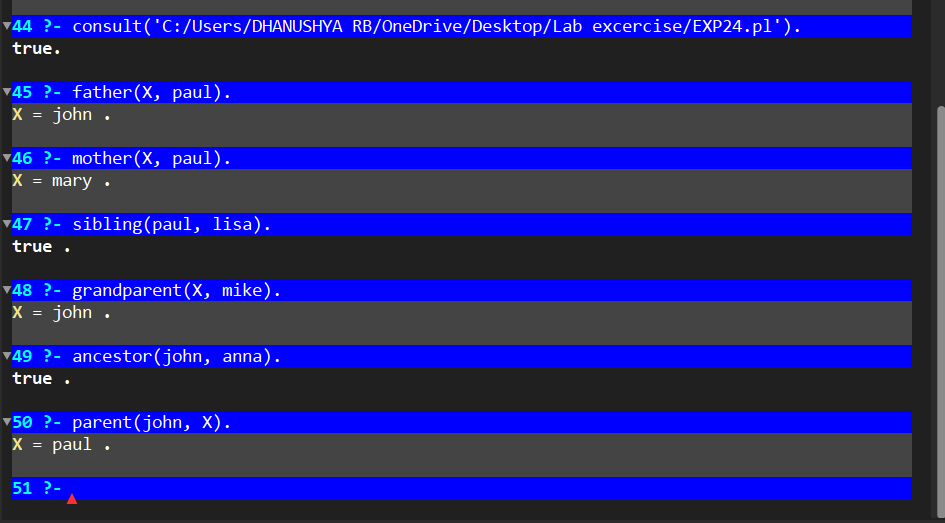 44 ?- consult('C:/Users/DHANUSHYA RB/OneDrive/Desktop/Lab excercise/EXP24.pl').
true.
45 ?- father(X, paul).
X = john .
46 ?- mother(X, paul).
X = mary .
47 ?- sibling(paul, lisa).
true .
48 ?- grandparent(X, mike).
X = john .
49 ?- ancestor(john, anna).
true .
50 ?- parent(john, X).
X = paul .
51 ?-